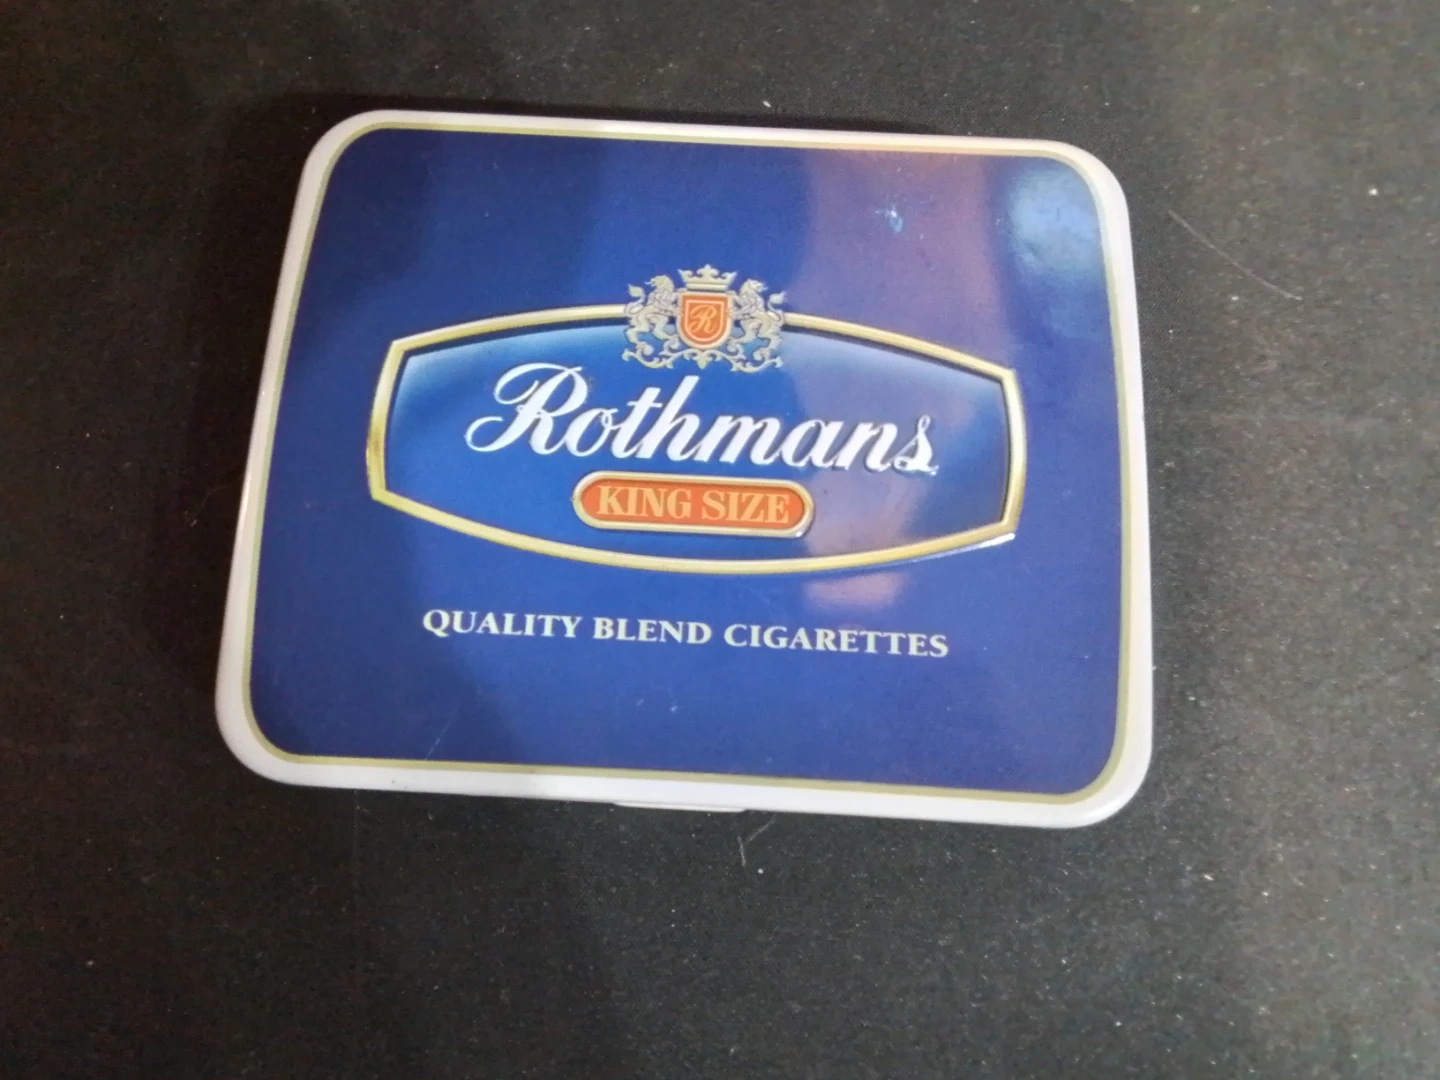 R
Rothmans
KING SIZE
QUALITY BLEND CIGARETTES